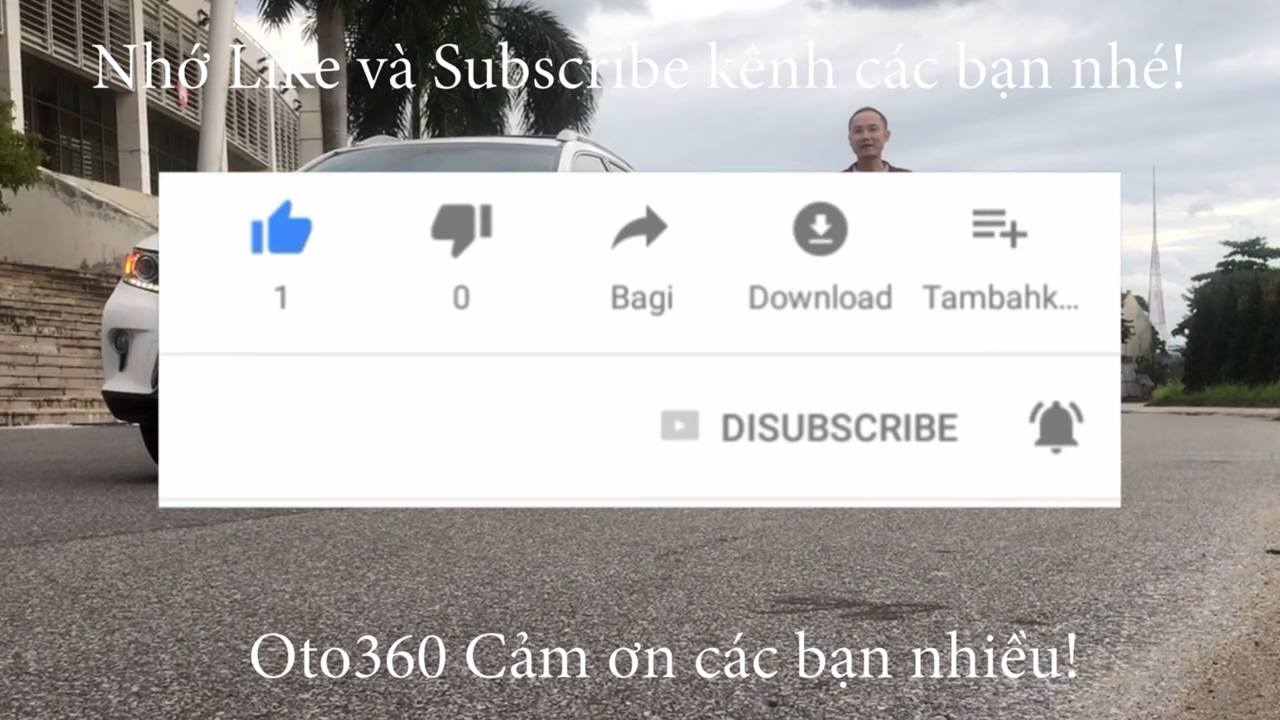 Nhớ Like và Subscribe kênh các bạn nhé!
1 0 Bagi Download Tambahk...
DISUBSCRIBE
Oto360 Cảm ơn các bạn nhiều!